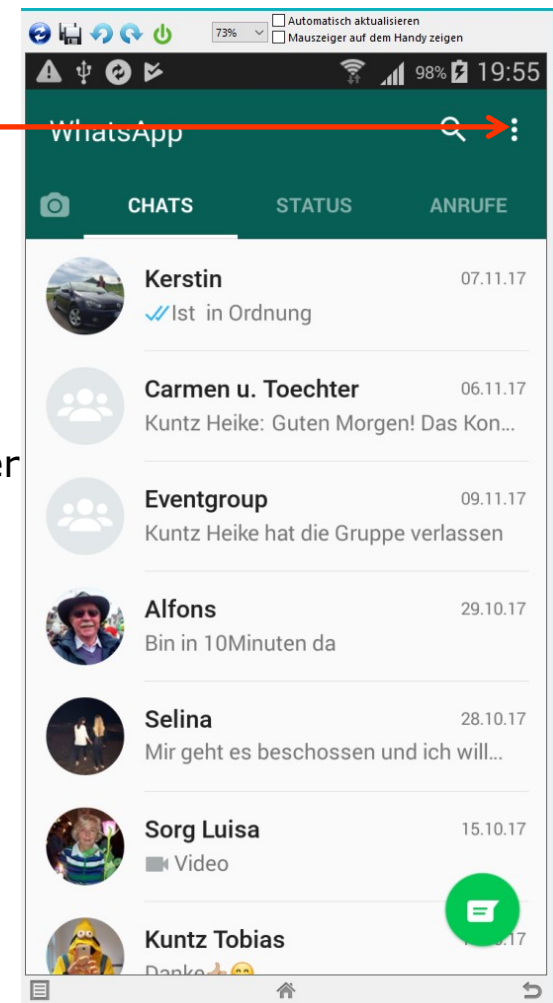 73%
Automatisch aktualisieren
Mauszeiger auf dem Handy zeigen
98% 19:55
WhatsApp
CHATS STATUS ANRUFE
Kerstin 07.11.17
Ist in Ordnung
Carmen u. Toechter 06.11.17
Kuntz Heike: Guten Morgen! Das Kon...
er
Eventgroup 09.11.17
Kuntz Heike hat die Gruppe verlassen
Alfons 29.10.17
Bin in 10Minuten da
Selina 28.10.17
Mir geht es beschossen und ich will...
Sorg Luisa 15.10.17
Video
Kuntz Tobias .17
Danke👍🏼😊